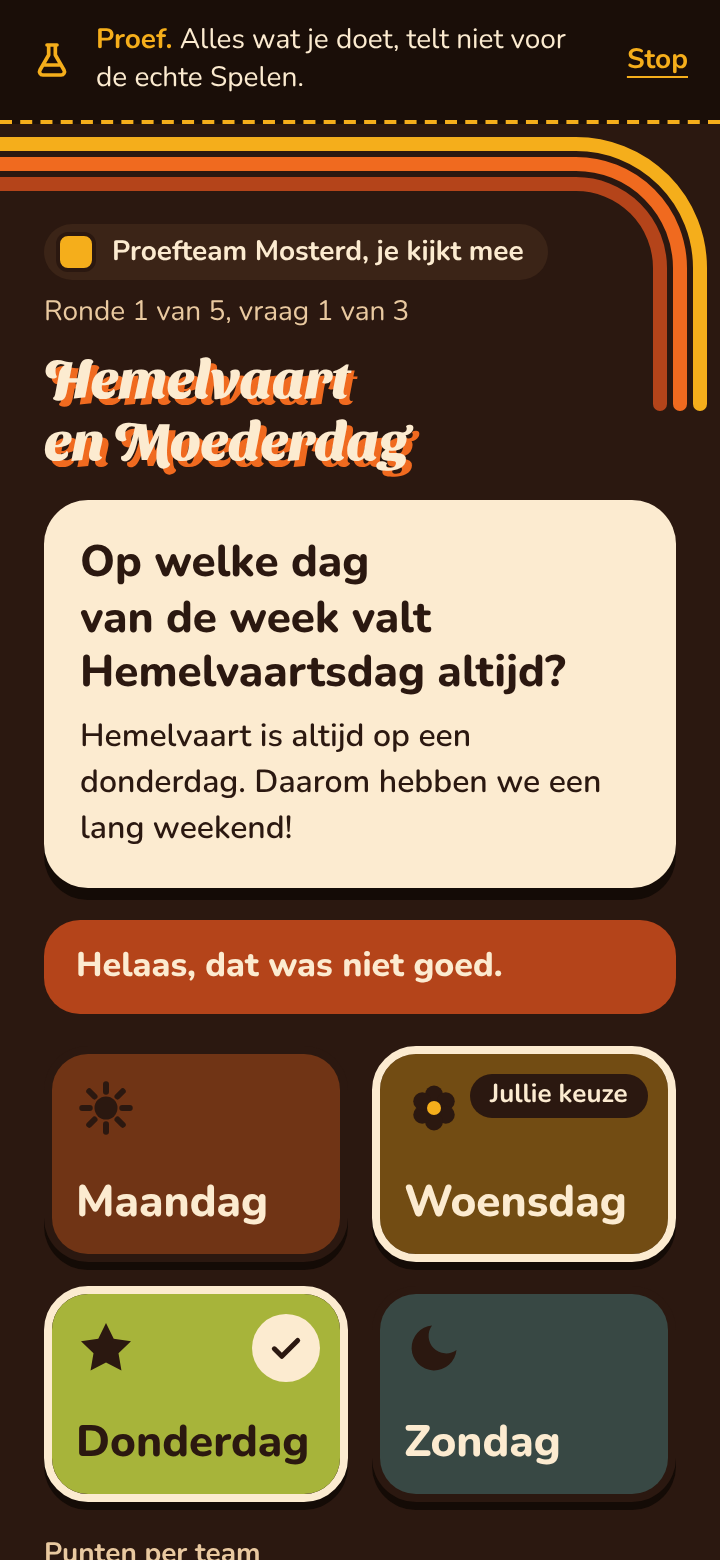 Proef. Alles wat je doet, telt niet voor
de echte Spelen.
Stop
Proefteam Mosterd, je kijkt mee
Ronde 1 van 5, vraag 1 van 3
Hemelvaart
en Moederdag
Op welke dag
van de week valt
Hemelvaartsdag altijd?
Hemelvaart is altijd op een
donderdag. Daarom hebben we een
lang weekend!
Helaas, dat was niet goed.
Maandag
Jullie keuze
Woensdag
Donderdag
Zondag
Punten per team